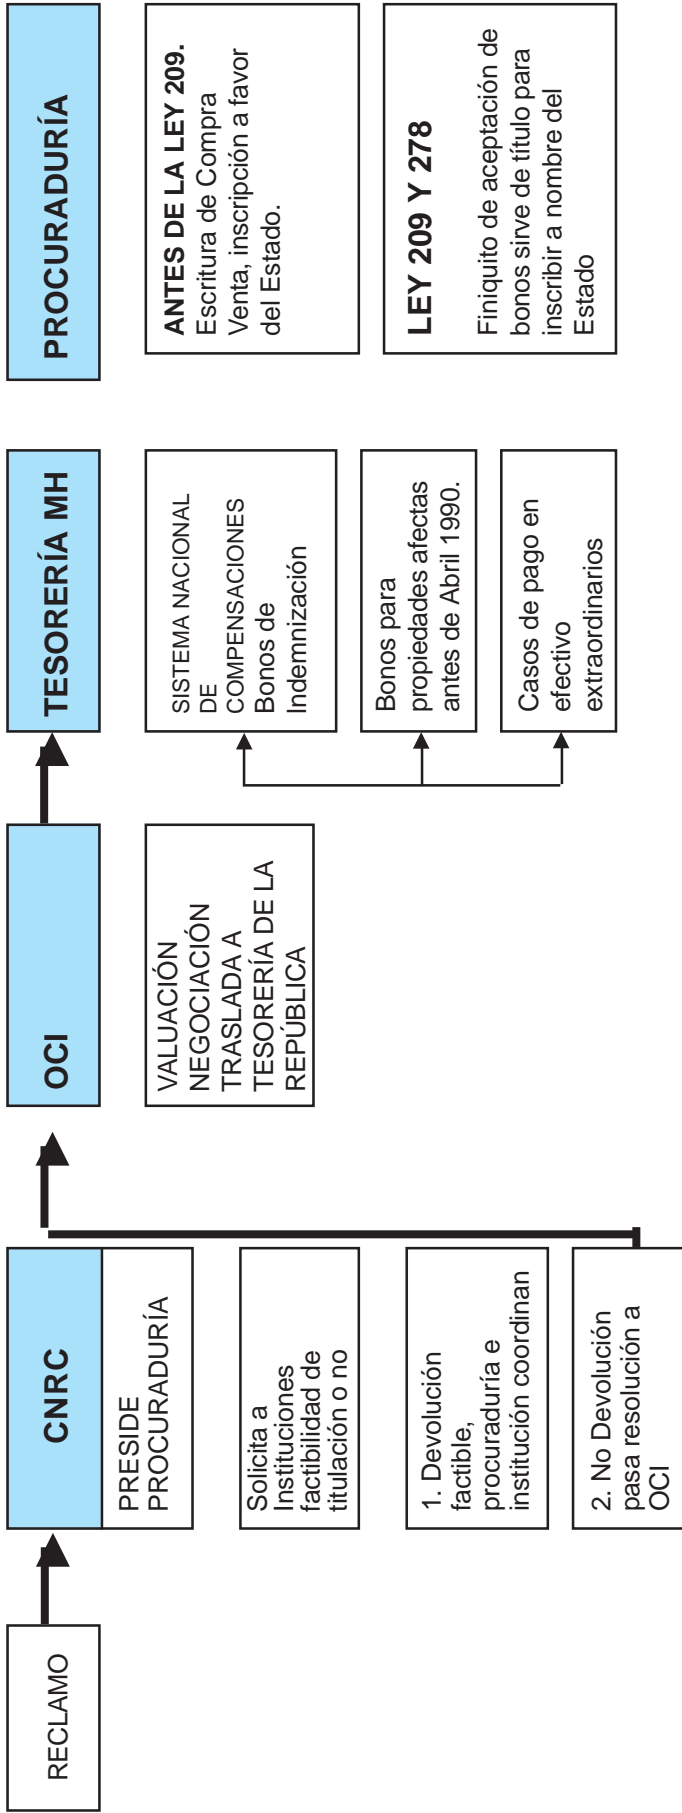 RECLAMO
CNRC
PRESIDE
PROCURADURÍA
Solicita a
Instituciones
factibilidad de
titulación o no
1. Devolución
factible,
procuraduría e
institución coordinan
2. No Devolución
pasa resolución a
OCI
OCI
VALUACIÓN
NEGOCIACIÓN
TRASLADA A
TESORERÍA DE LA
REPÚBLICA
TESORERÍA MH
SISTEMA NACIONAL
DE
COMPENSACIONES
Bonos de
Indemnización
Bonos para
propiedades afectas
antes de Abril 1990.
Casos de pago en
efectivo
extraordinarios
PROCURADURÍA
ANTES DE LA LEY 209.
Escritura de Compra
Venta, inscripción a favor
del Estado.
LEY 209 Y 278
Finiquito de aceptación de
bonos sirve de título para
inscribir a nombre del
Estado